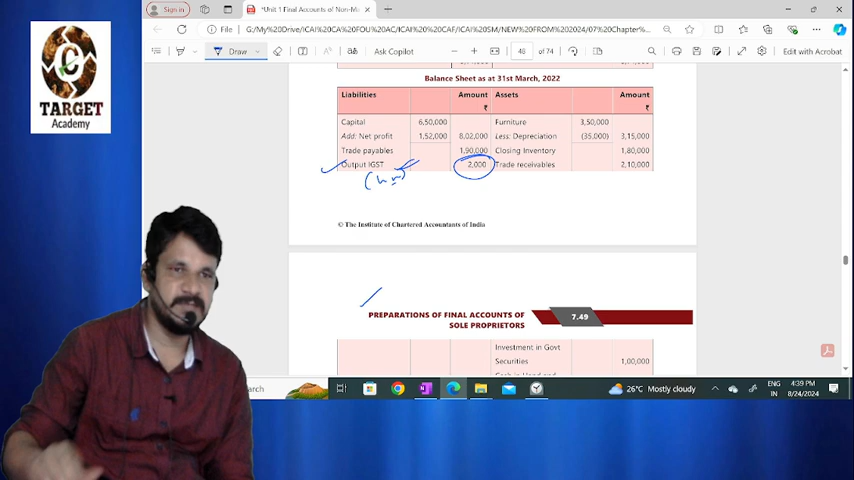 Sign in
*Unit 1 Final Accounts of Non-Ma
File
G:/My%20Drive/ICAI%20%20CA%20FOU%20AC/ICAI%20%20CAF/ICAI%20SM/NEW%20FROM%202024/07%20Chapter%
Draw
Ask Copilot
46 of 74
Edit with Acrobat
TARGET
Academy
Balance Sheet as at 31st March, 2022
Liabilities Amount Assets Amount
₹ ₹
Capital 6,50,000 Furniture 3,50,000
Add: Net profit 1,52,000 8,02,000 Less: Depreciation (35,000) 3,15,000
Trade payables 1,90,000 Closing Inventory 1,80,000
Output IGST 2,000 Trade receivables 2,10,000
© The Institute of Chartered Accountants of India
PREPARATIONS OF FINAL ACCOUNTS OF
SOLE PROPRIETORS
7.49
Investment in Govt
Securities 1,00,000
26°C Mostly cloudy
ENG
IN
4:39 PM
8/24/2024